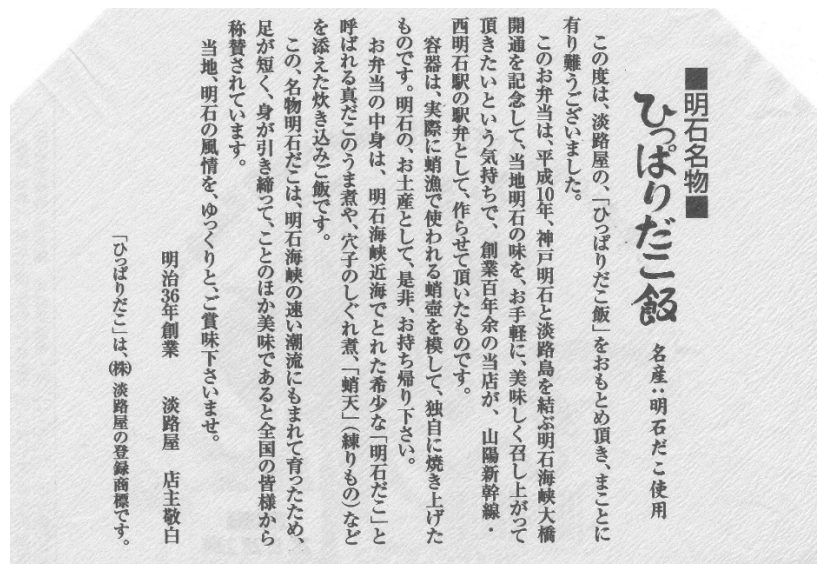 ■明石名物■
ひっぱりだこ飯 名産:明石だこ使用
この度は、淡路屋の、「ひっぱりだこ飯」をおもとめ頂き、まことに
有り難うございました。
このお弁当は、平成10年、神戸明石と淡路島を結ぶ明石海峡大橋
開通を記念して、当地明石の味を、お手軽に、美味しく召し上がって
頂きたいという気持ちで、創業百年余の当店が、山陽新幹線・
西明石駅の駅弁として、作らせて頂いたものです。
容器は、実際に蛸漁で使われる蛸壺を模して、独自に焼き上げた
ものです。明石の、お土産として、是非、お持ち帰り下さい。
お弁当の中身は、明石海峡近海でとれた希少な「明石だこ」と
呼ばれる真だこのうま煮や、穴子のしぐれ煮、「蛸天」(練りもの)など
を添えた炊き込みご飯です。
この、名物明石だこは、明石海峡の速い潮流にもまれて育ったため、
足が短く、身が引き締って、ことのほか美味であると全国の皆様から
称賛されています。
当地、明石の風情を、ゆっくりと、ご賞味下さいませ。
明治36年創業 淡路屋 店主敬白
「ひっぱりだこ」は、㈱淡路屋の登録商標です。